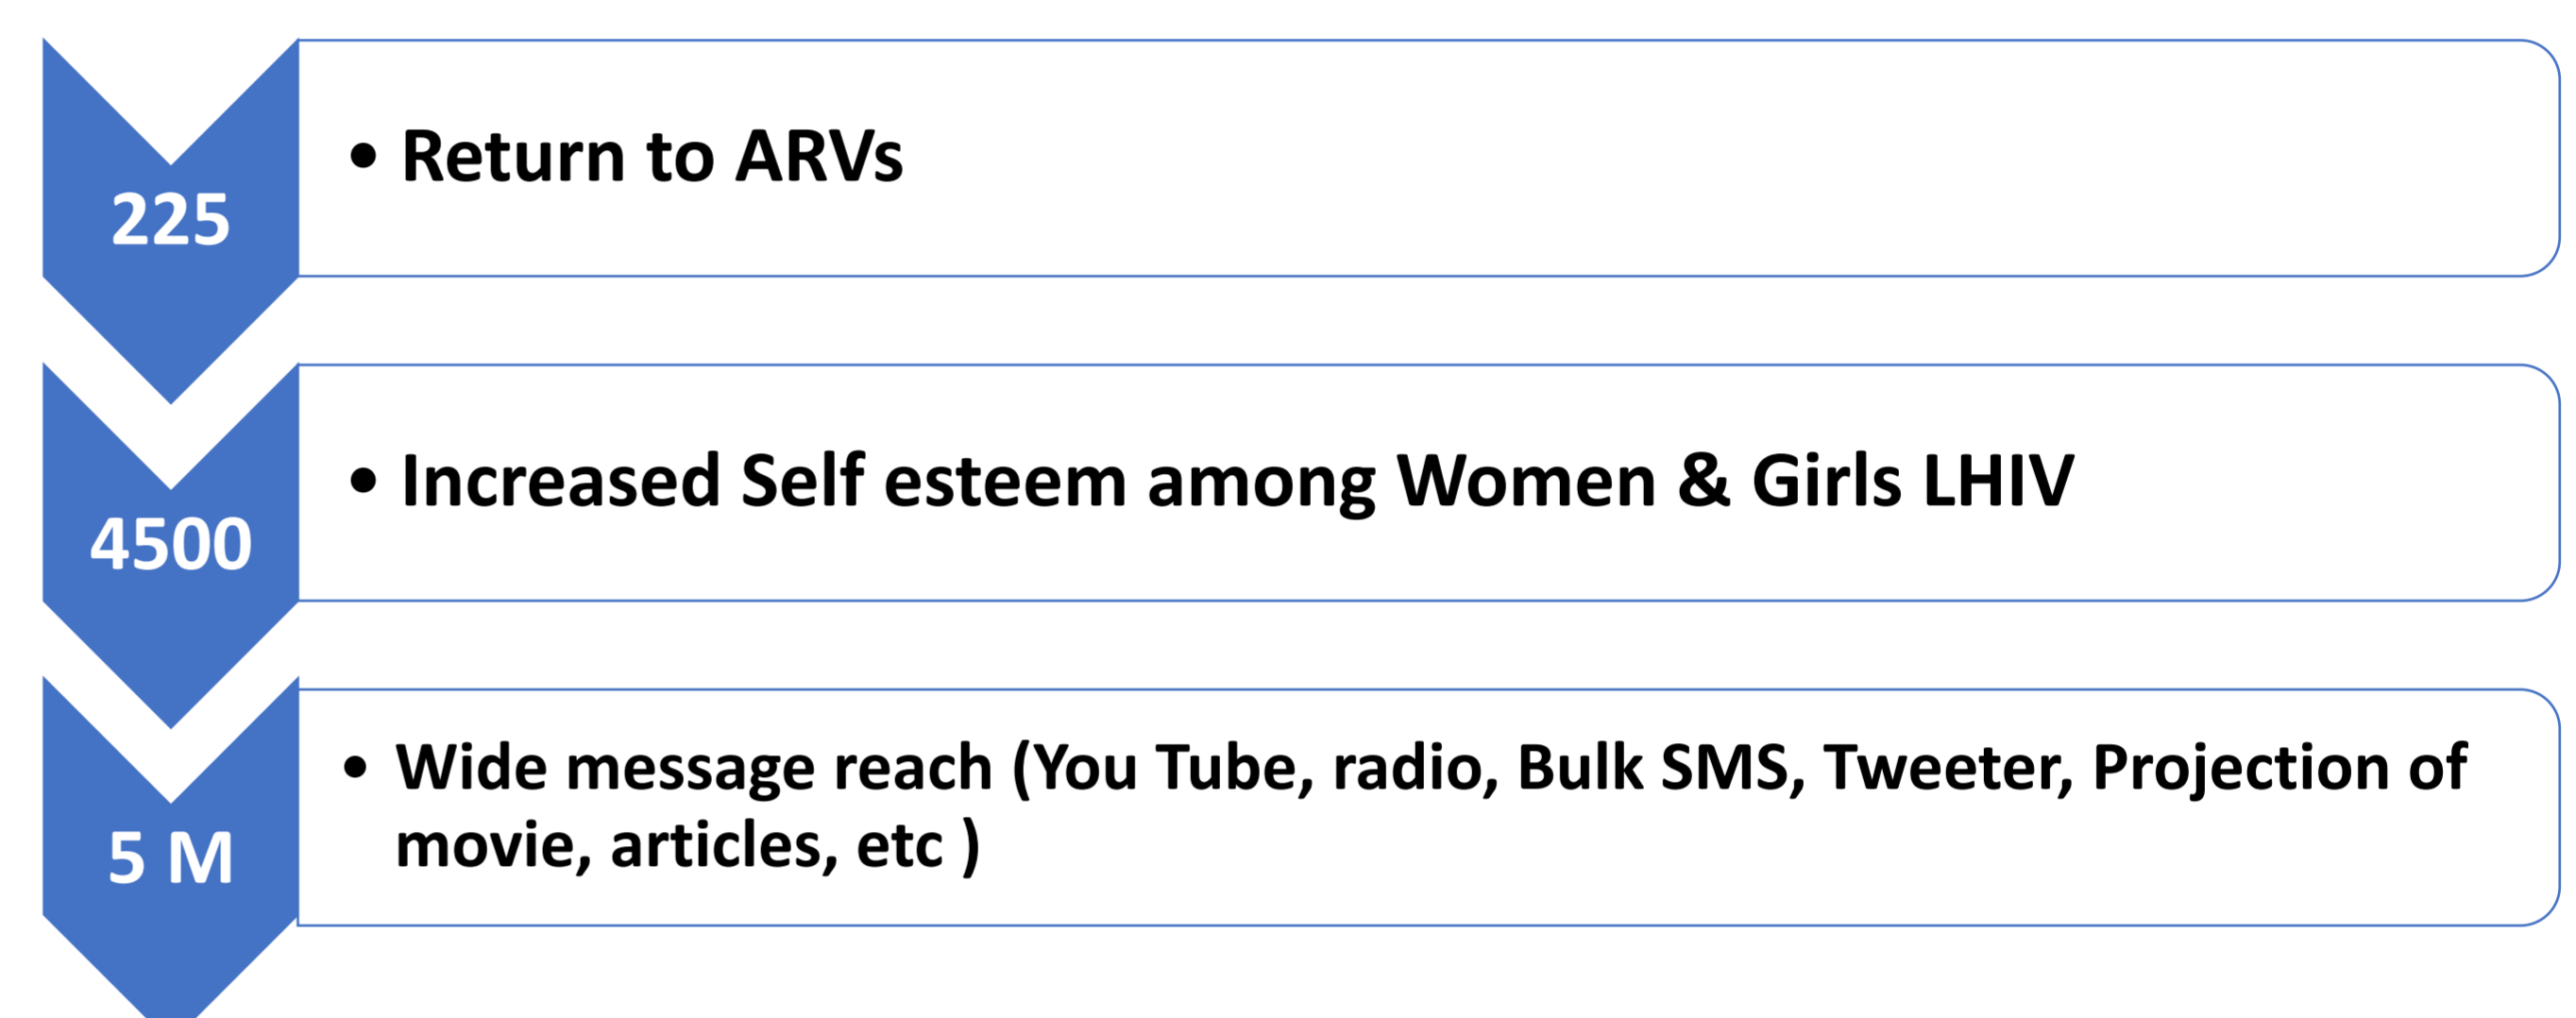 225
• Return to ARVs
4500
• Increased Self esteem among Women & Girls LHIV
5 M
• Wide message reach (You Tube, radio, Bulk SMS, Tweeter, Projection of
movie, articles, etc )